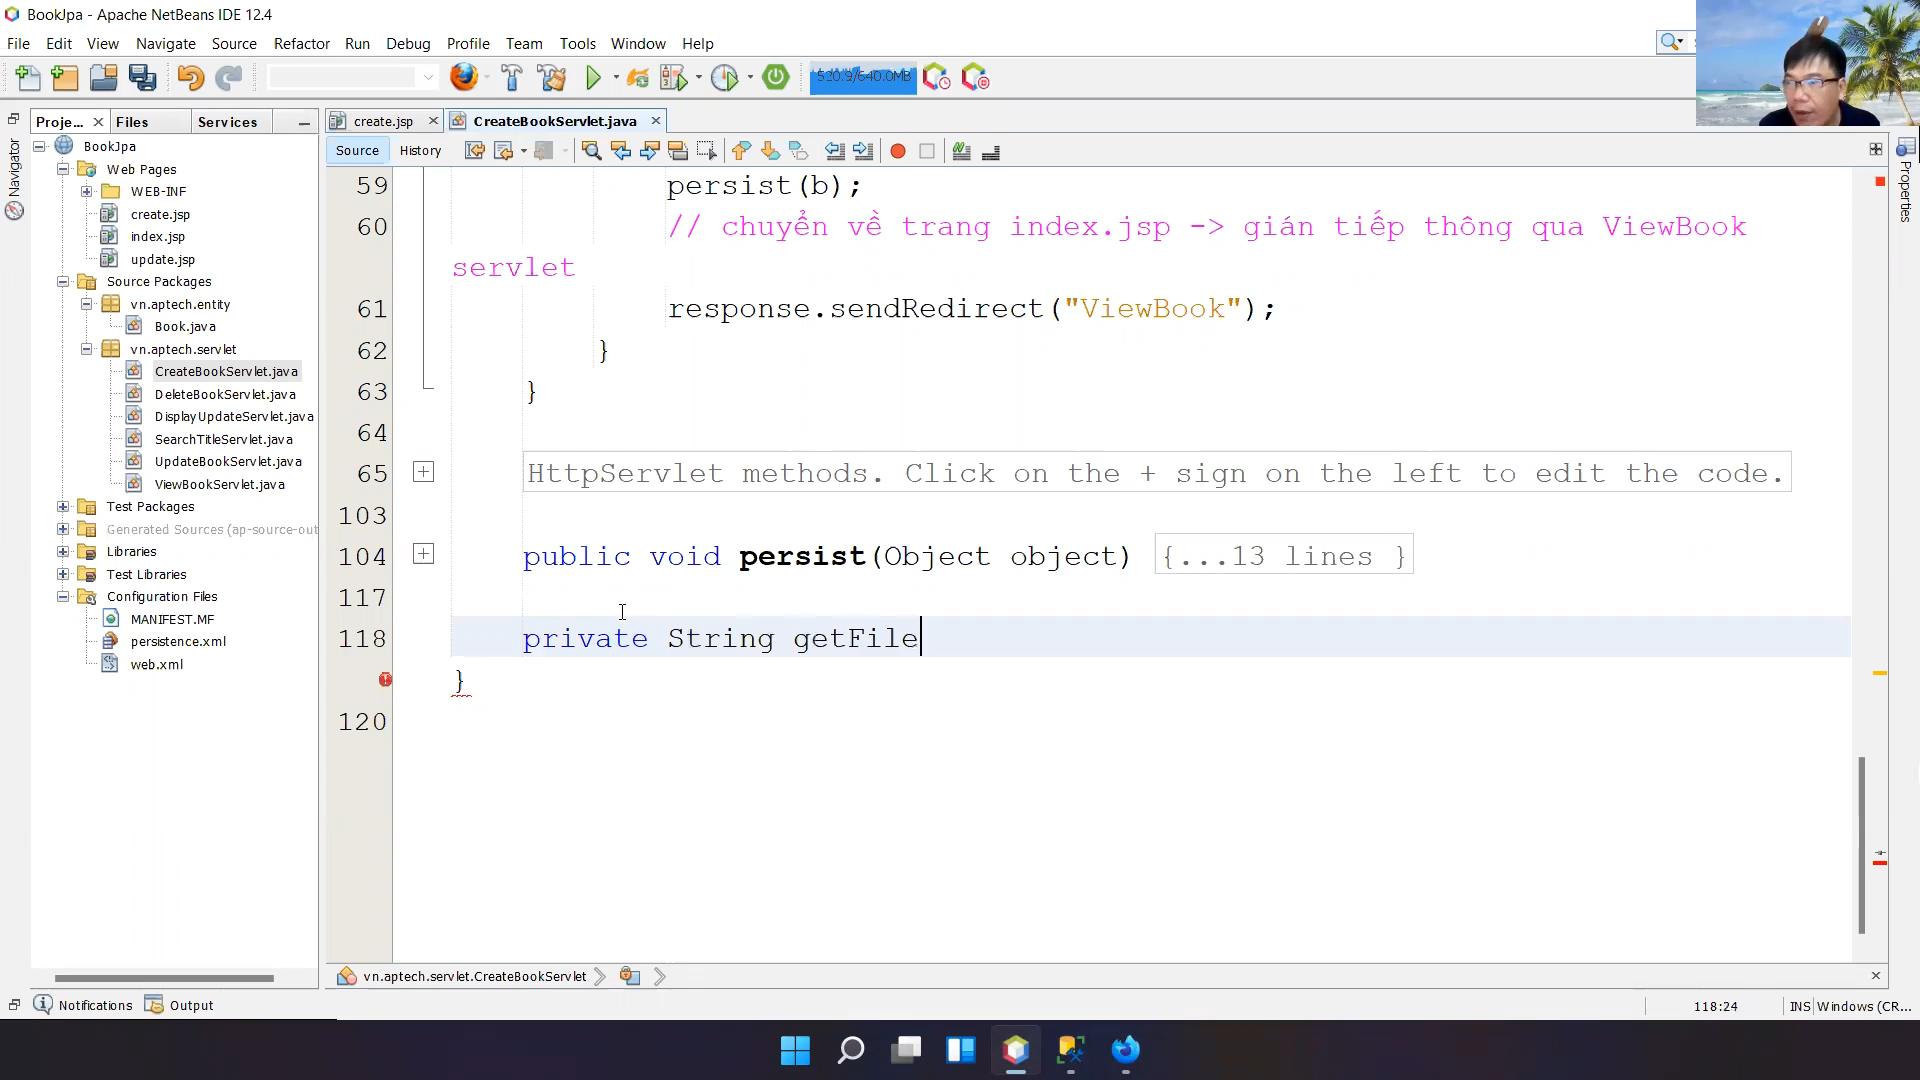 BookJpa - Apache NetBeans IDE 12.4
File Edit View Navigate Source Refactor Run Debug Profile Team Tools Window Help
520.9/640.0MB
Proje... Files Services
create.jsp CreateBookServlet.java
Source History
Navigator
Properties
BookJpa
Web Pages
WEB-INF
create.jsp
index.jsp
update.jsp
Source Packages
vn.aptech.entity
Book.java
vn.aptech.servlet
CreateBookServlet.java
DeleteBookServlet.java
DisplayUpdateServlet.java
SearchTitleServlet.java
UpdateBookServlet.java
ViewBookServlet.java
Test Packages
Generated Sources (ap-source-out
Libraries
Test Libraries
Configuration Files
MANIFEST.MF
persistence.xml
web.xml
59 persist(b);
60 // chuyển về trang index.jsp -> gián tiếp thông qua ViewBook
servlet
61 response.sendRedirect("ViewBook");
62 }
63 }
64
65 HttpServlet methods. Click on the + sign on the left to edit the code.
103
104 public void persist(Object object) {...13 lines }
117
118 private String getFile
}
120
vn.aptech.servlet.CreateBookServlet
Notifications Output
118:24 INS Windows (CR...